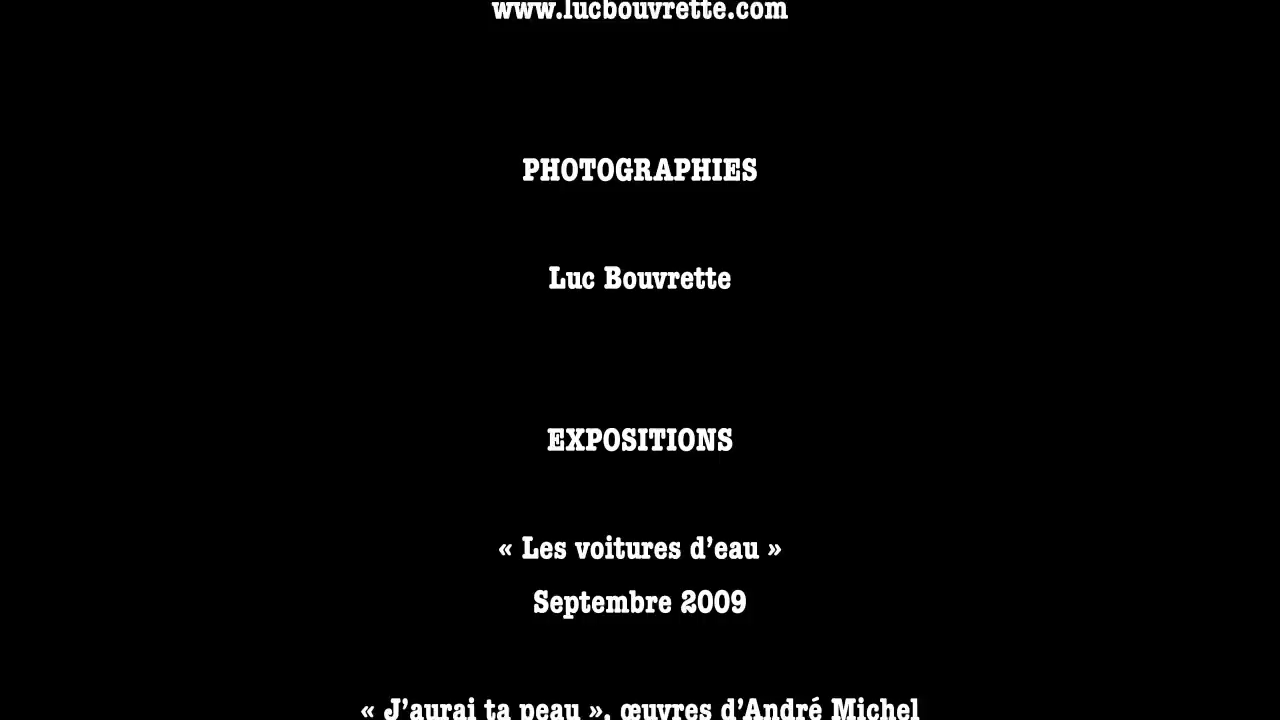 www.lucbouvrette.com
PHOTOGRAPHIES
Luc Bouvrette
EXPOSITIONS
« Les voitures d’eau »
Septembre 2009
« J’aurai ta peau », œuvres d’André Michel